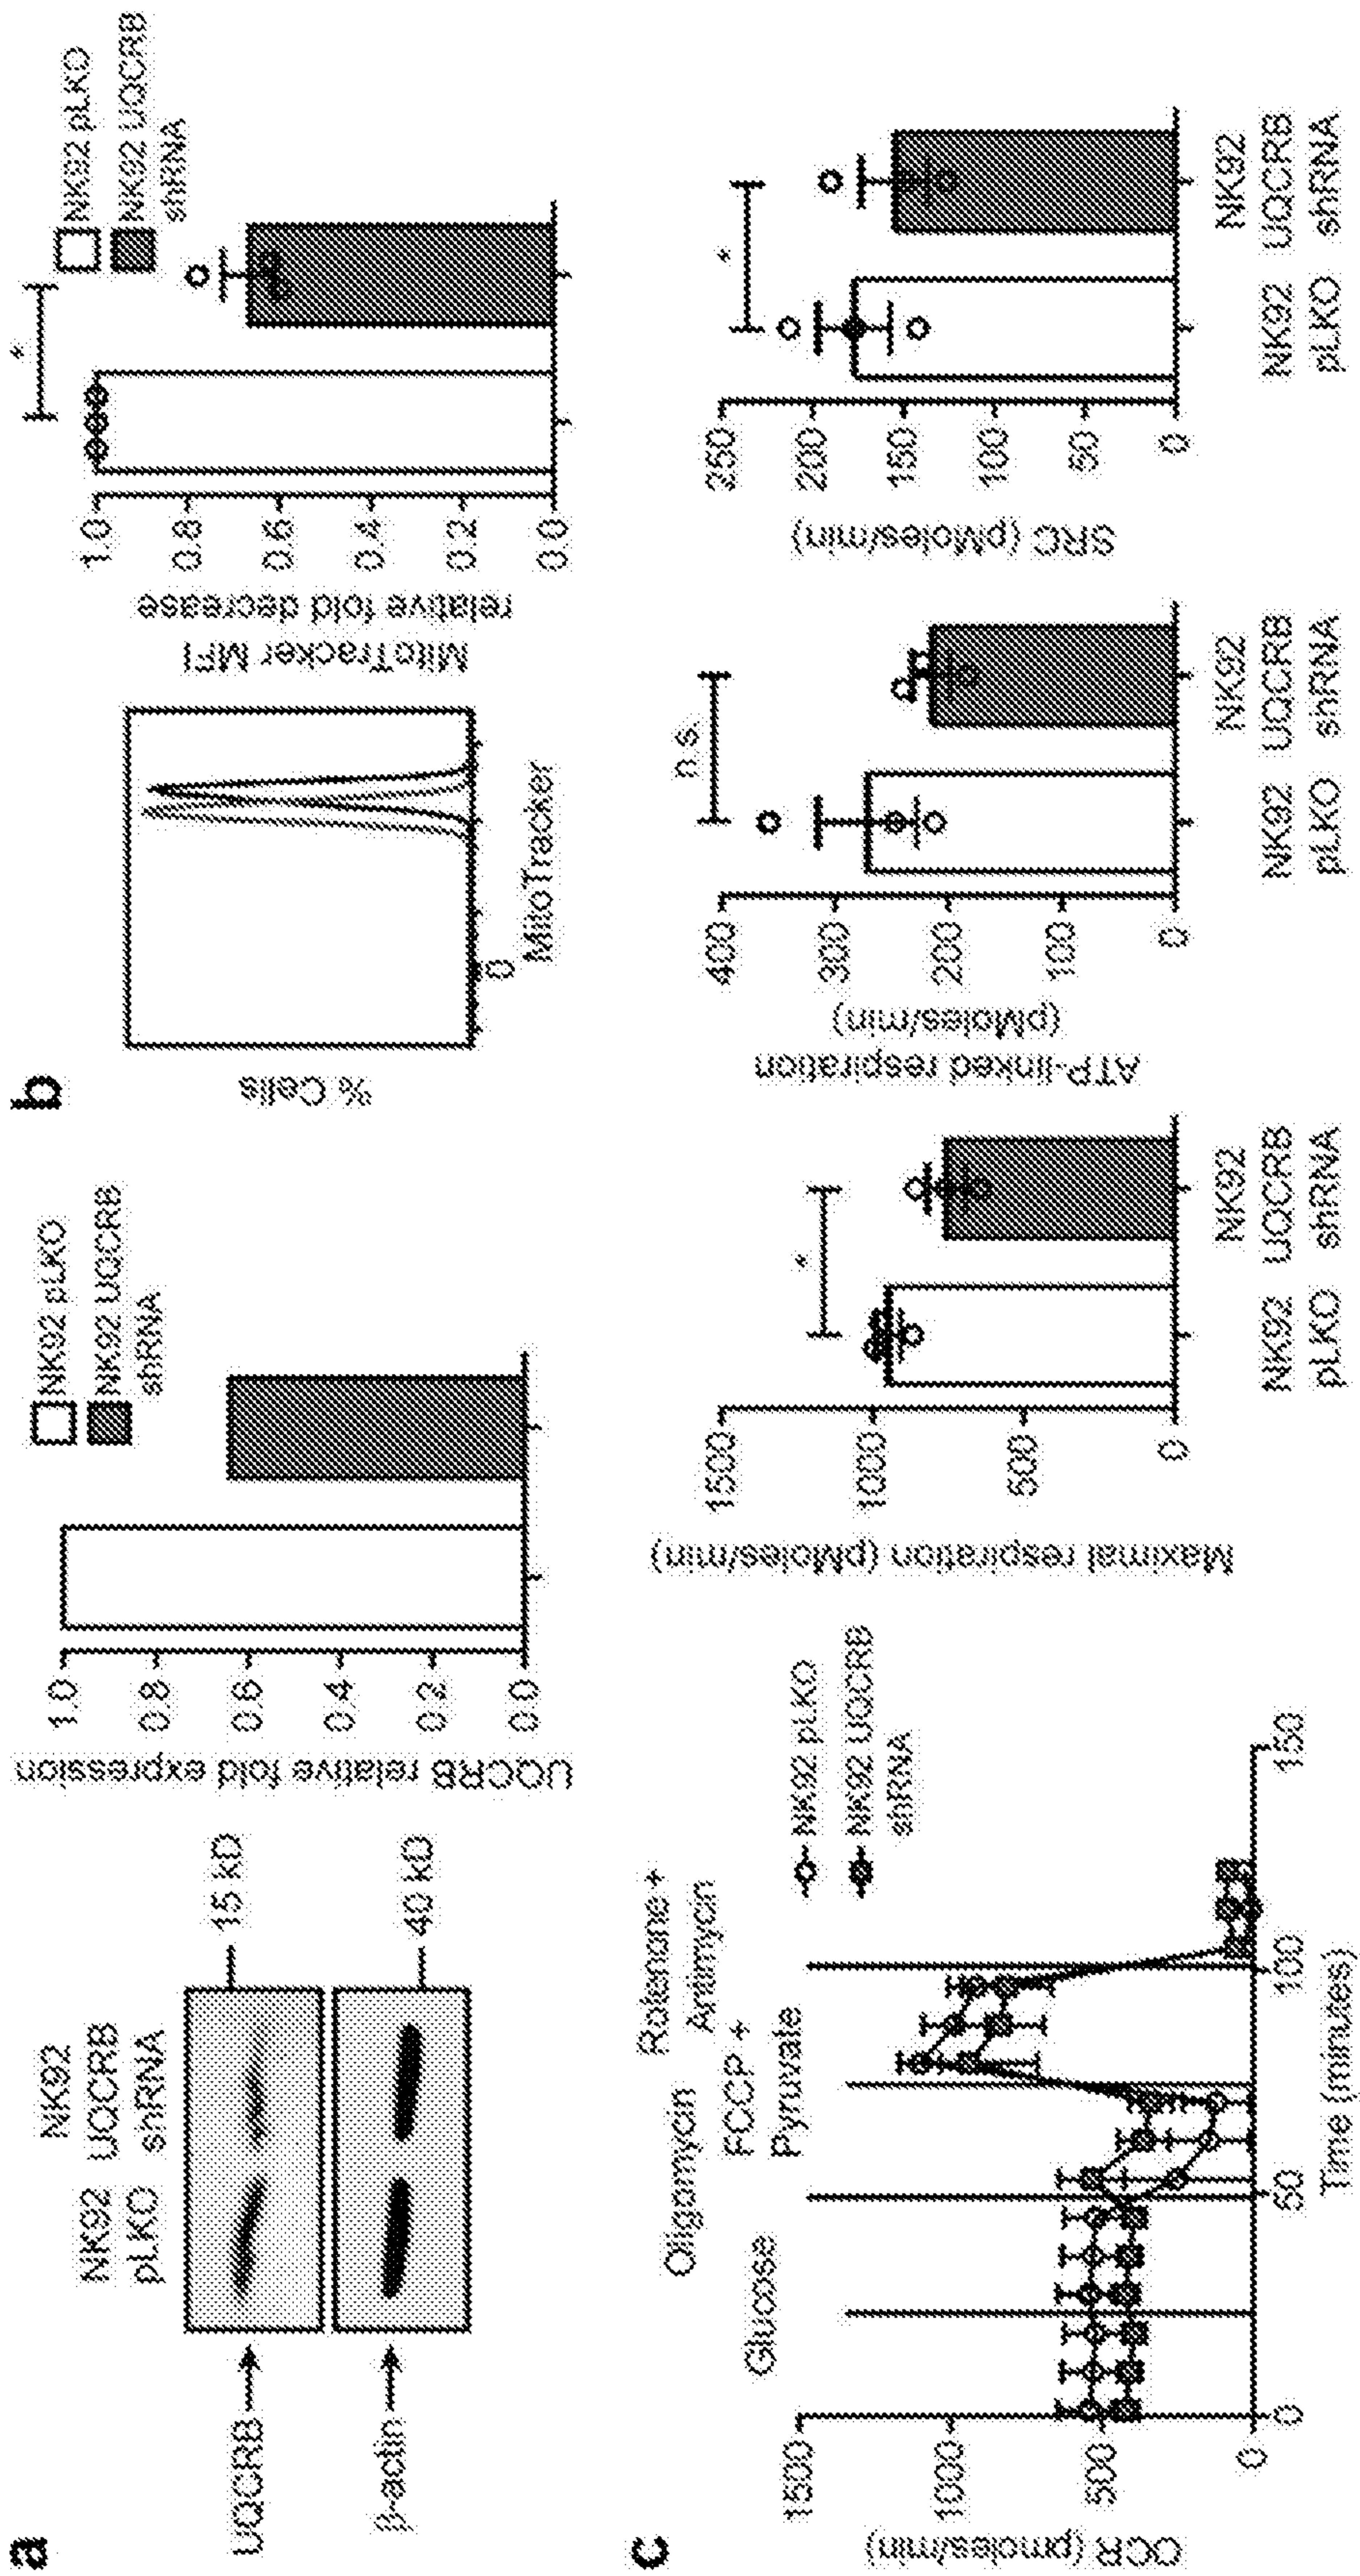 a
NK92
pLKO
NK92
UQCRB
shRNA
UQCRB
β-actin
15 kD
40 kD
UQCRB relative fold expression
1.0
0.8
0.6
0.4
0.2
0.0
NK92 pLKO
NK92 UQCRB
shRNA
b
% Cells
0
MitoTracker
MitoTracker MFI
relative fold decrease
1.0
0.8
0.6
0.4
0.2
0.0
*
NK92 pLKO
NK92 UQCRB
shRNA
c
OCR (pmoles/min)
1500
1000
500
0
0
50
100
150
Time (minutes)
Glucose
Oligomycin
FCCP +
Pyruvate
Rotenone +
Antimycin
NK92 pLKO
NK92 UQCRB
shRNA
Maximal respiration (pMoles/min)
1500
1000
500
0
*
NK92
pLKO
NK92
UQCRB
shRNA
ATP-linked respiration
(pMoles/min)
400
300
200
100
0
n.s.
NK92
pLKO
NK92
UQCRB
shRNA
SRC (pMoles/min)
250
200
150
100
50
0
*
NK92
pLKO
NK92
UQCRB
shRNA